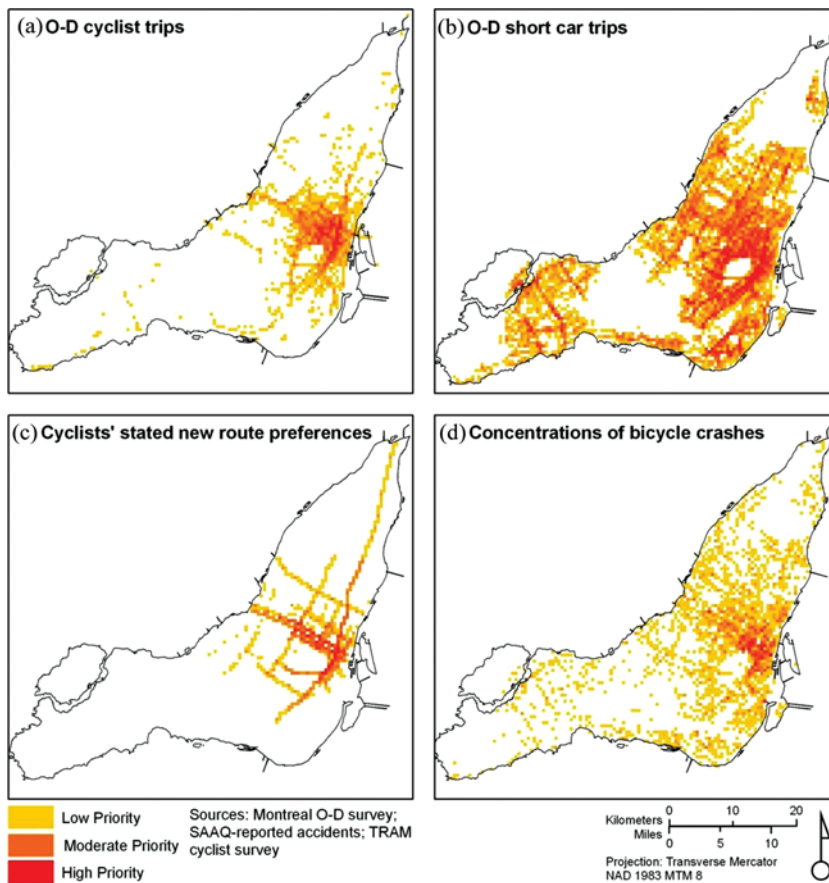 (a) O-D cyclist trips
(b) O-D short car trips
(c) Cyclists' stated new route preferences
(d) Concentrations of bicycle crashes
Low Priority
Moderate Priority
High Priority
Sources: Montreal O-D survey;
SAAQ-reported accidents; TRAM
cyclist survey
Kilometers
0 10 20
Miles
0 5 10
Projection: Transverse Mercator
NAD 1983 MTM 8